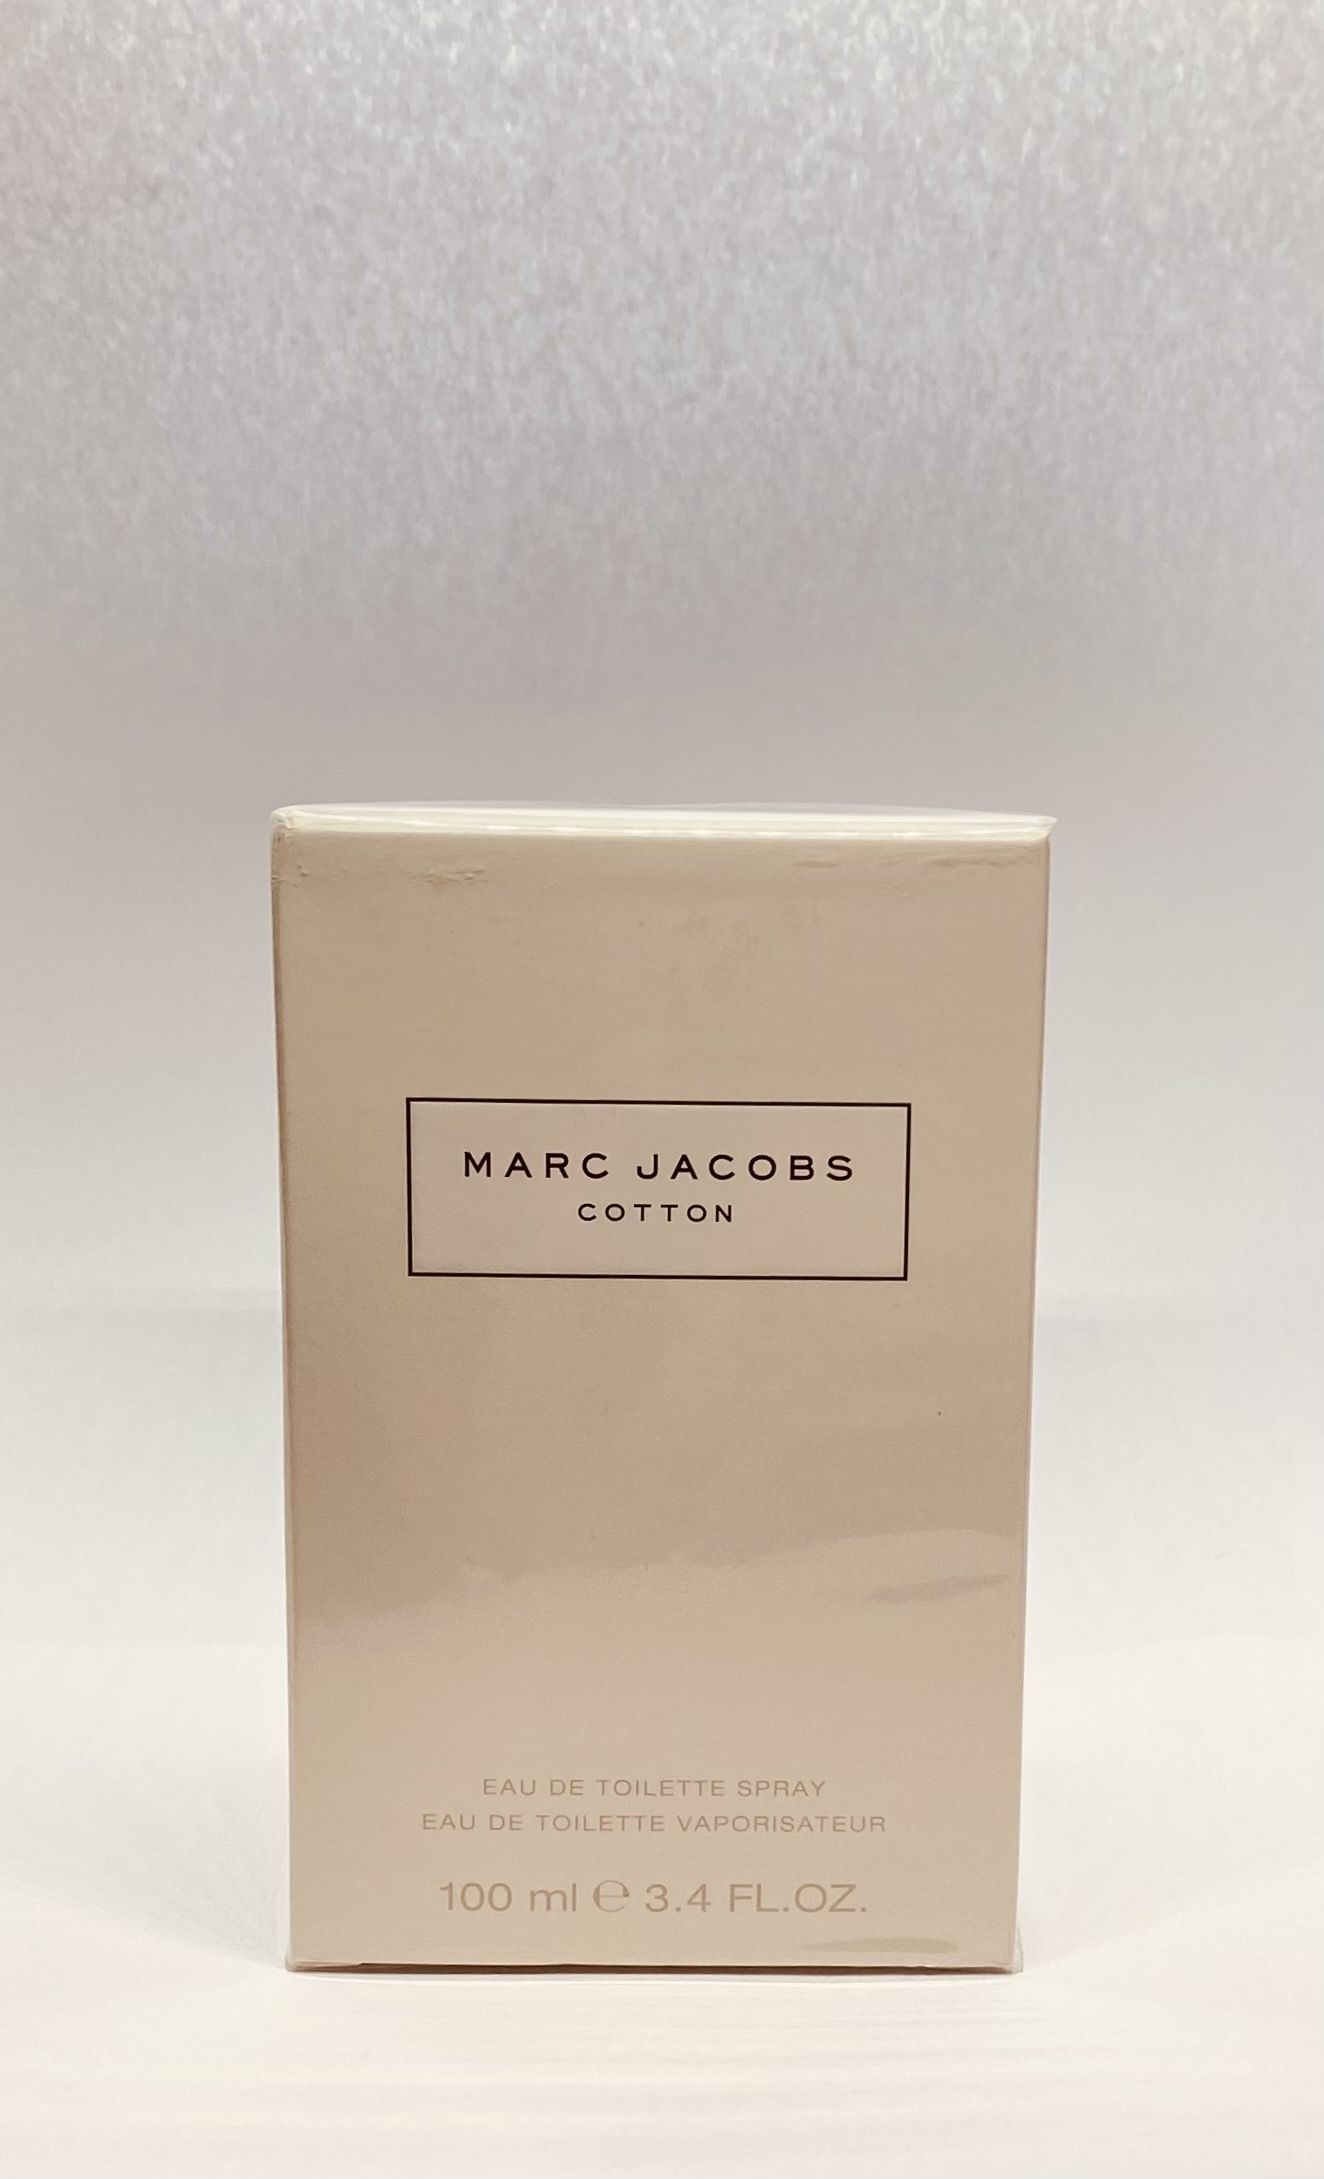 MARC JACOBS
COTTON
EAU DE TOILETTE SPRAY
EAU DE TOILETTE VAPORISATEUR
100 ml ℮ 3.4 FL.OZ.